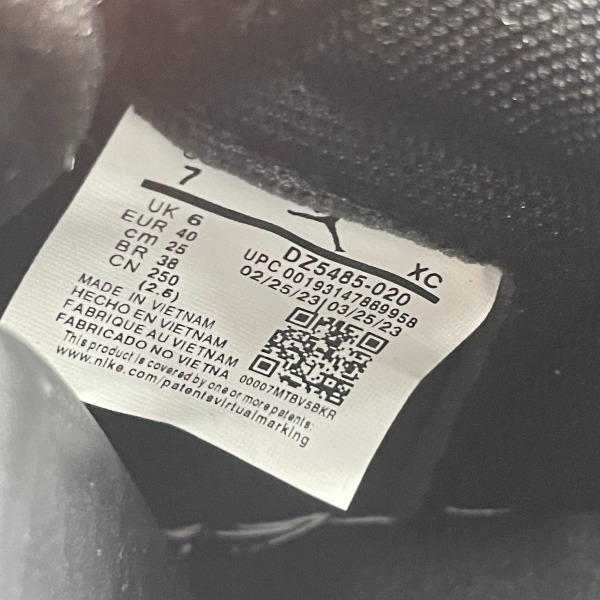 7
UK 6
EUR 40
cm 25
BR 38
CN 250
(2.5)
XC
DZ5485-020
UPC 00193147889958
02/25/23 | 03/25/23
MADE IN VIETNAM
HECHO EN VIETNAM
FABRIQUE AU VIETNAM
FABRICADO NO VIETNA
00007MTBV5BKR
This product is covered by one or more patents:
www.nike.com/patentsvirtualmarking